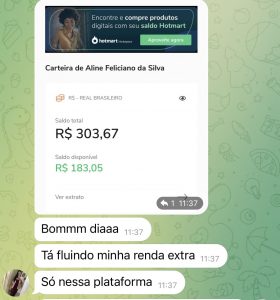 Encontre e compre produtos
digitais com seu saldo Hotmart
hotmart
Aproveite agora
Carteira de Aline Feliciano da Silva
R$ - REAL BRASILEIRO
Saldo total
R$ 303,67
Saldo disponível
R$ 183,05
Ver extrato
1 11:37
Bommm diaaa 11:37
Tá fluindo minha renda extra 11:37
Só nessa plataforma 11:37